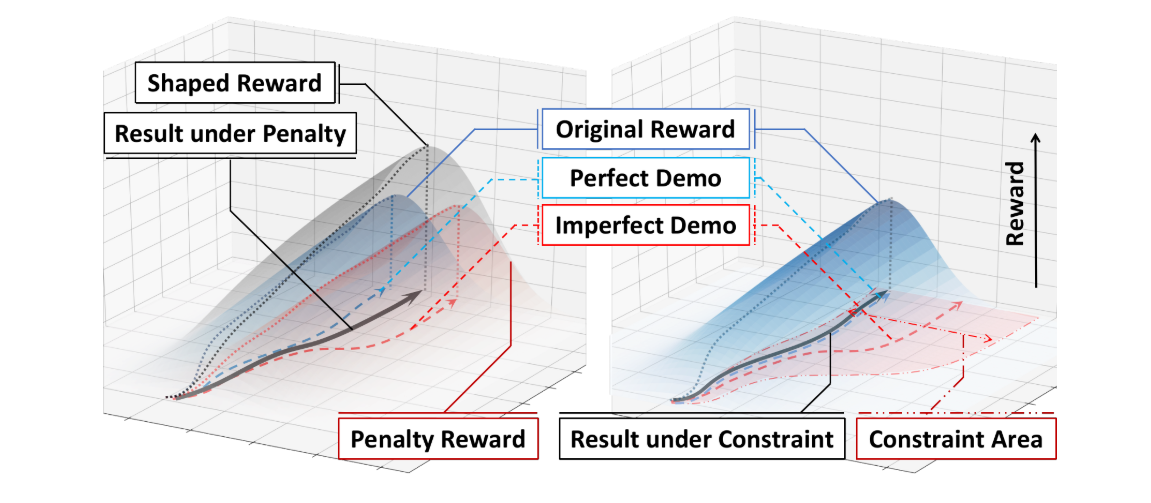 Shaped Reward
Result under Penalty
Original Reward
Perfect Demo
Imperfect Demo
Reward
Penalty Reward
Result under Constraint
Constraint Area